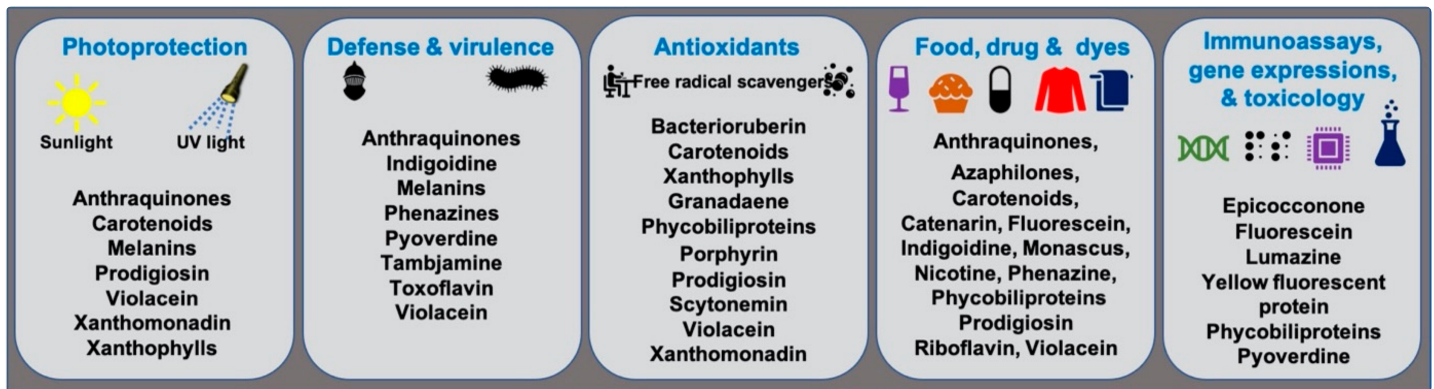 Photoprotection
Sunlight
UV light
Anthraquinones
Carotenoids
Melanins
Prodigiosin
Violacein
Xanthomonadin
Xanthophylls
Defense & virulence
Anthraquinones
Indigoidine
Melanins
Phenazines
Pyoverdine
Tambjamine
Toxoflavin
Violacein
Antioxidants
Free radical scavengers
Bacterioruberin
Carotenoids
Xanthophylls
Granadaene
Phycobiliproteins
Porphyrin
Prodigiosin
Scytonemin
Violacein
Xanthomonadin
Food, drug & dyes
Anthraquinones,
Azaphilones,
Carotenoids,
Catenarin, Fluorescein,
Indigoidine, Monascus,
Nicotine, Phenazine,
Phycobiliproteins
Prodigiosin
Riboflavin, Violacein
Immunoassays,
gene expressions,
& toxicology
Epicocconone
Fluorescein
Lumazine
Yellow fluorescent
protein
Phycobiliproteins
Pyoverdine